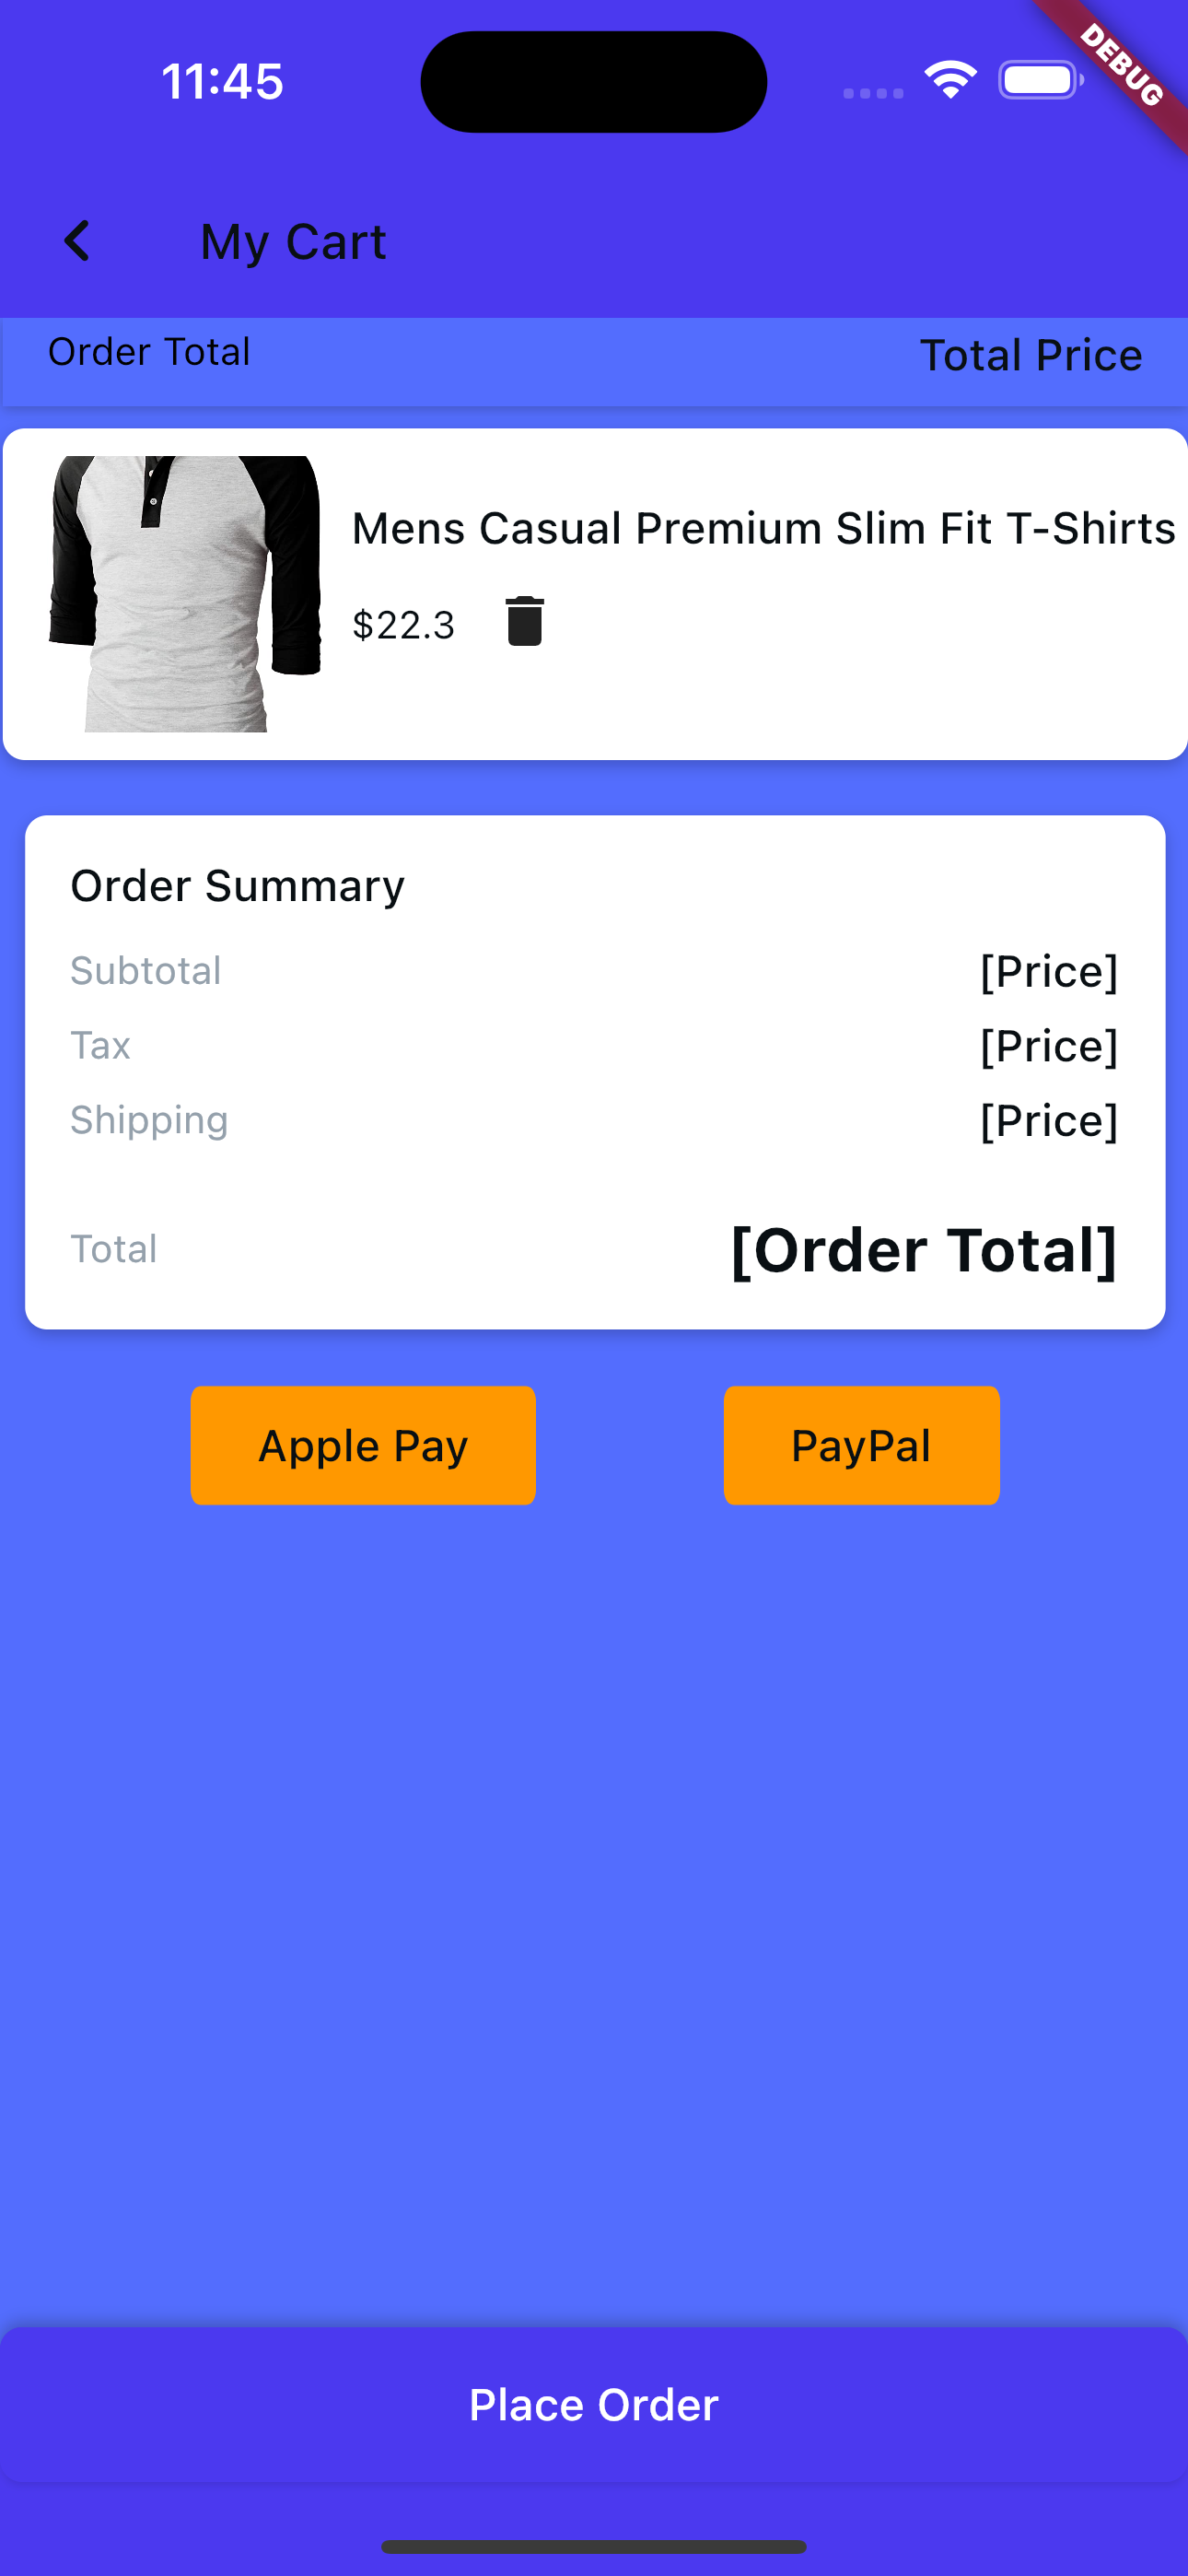 11:45
DEBUG
My Cart
Order Total Total Price
Mens Casual Premium Slim Fit T-Shirts
$22.3
Order Summary
Subtotal [Price]
Tax [Price]
Shipping [Price]
Total [Order Total]
Apple Pay PayPal
Place Order